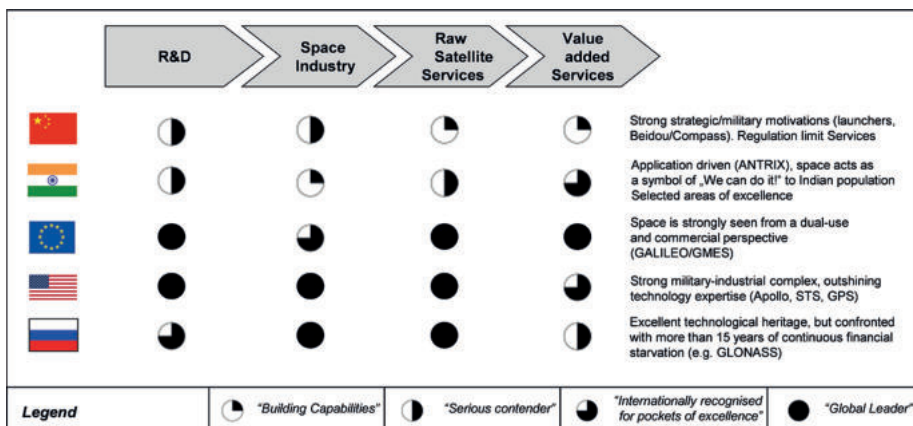 R&D
Space
Industry
Raw
Satellite
Services
Value
added
Services
Strong strategic/military motivations (launchers,
Beidou/Compass). Regulation limit Services
Application driven (ANTRIX), space acts as
a symbol of „We can do it!" to Indian population
Selected areas of excellence
Space is strongly seen from a dual-use
and commercial perspective
(GALILEO/GMES)
Strong military-industrial complex, outshining
technology expertise (Apollo, STS, GPS)
Excellent technological heritage, but confronted
with more than 15 years of continuous financial
starvation (e.g. GLONASS)
Legend
"Building Capabilities"
"Serious contender"
"Internationally recognised
for pockets of excellence"
"Global Leader"